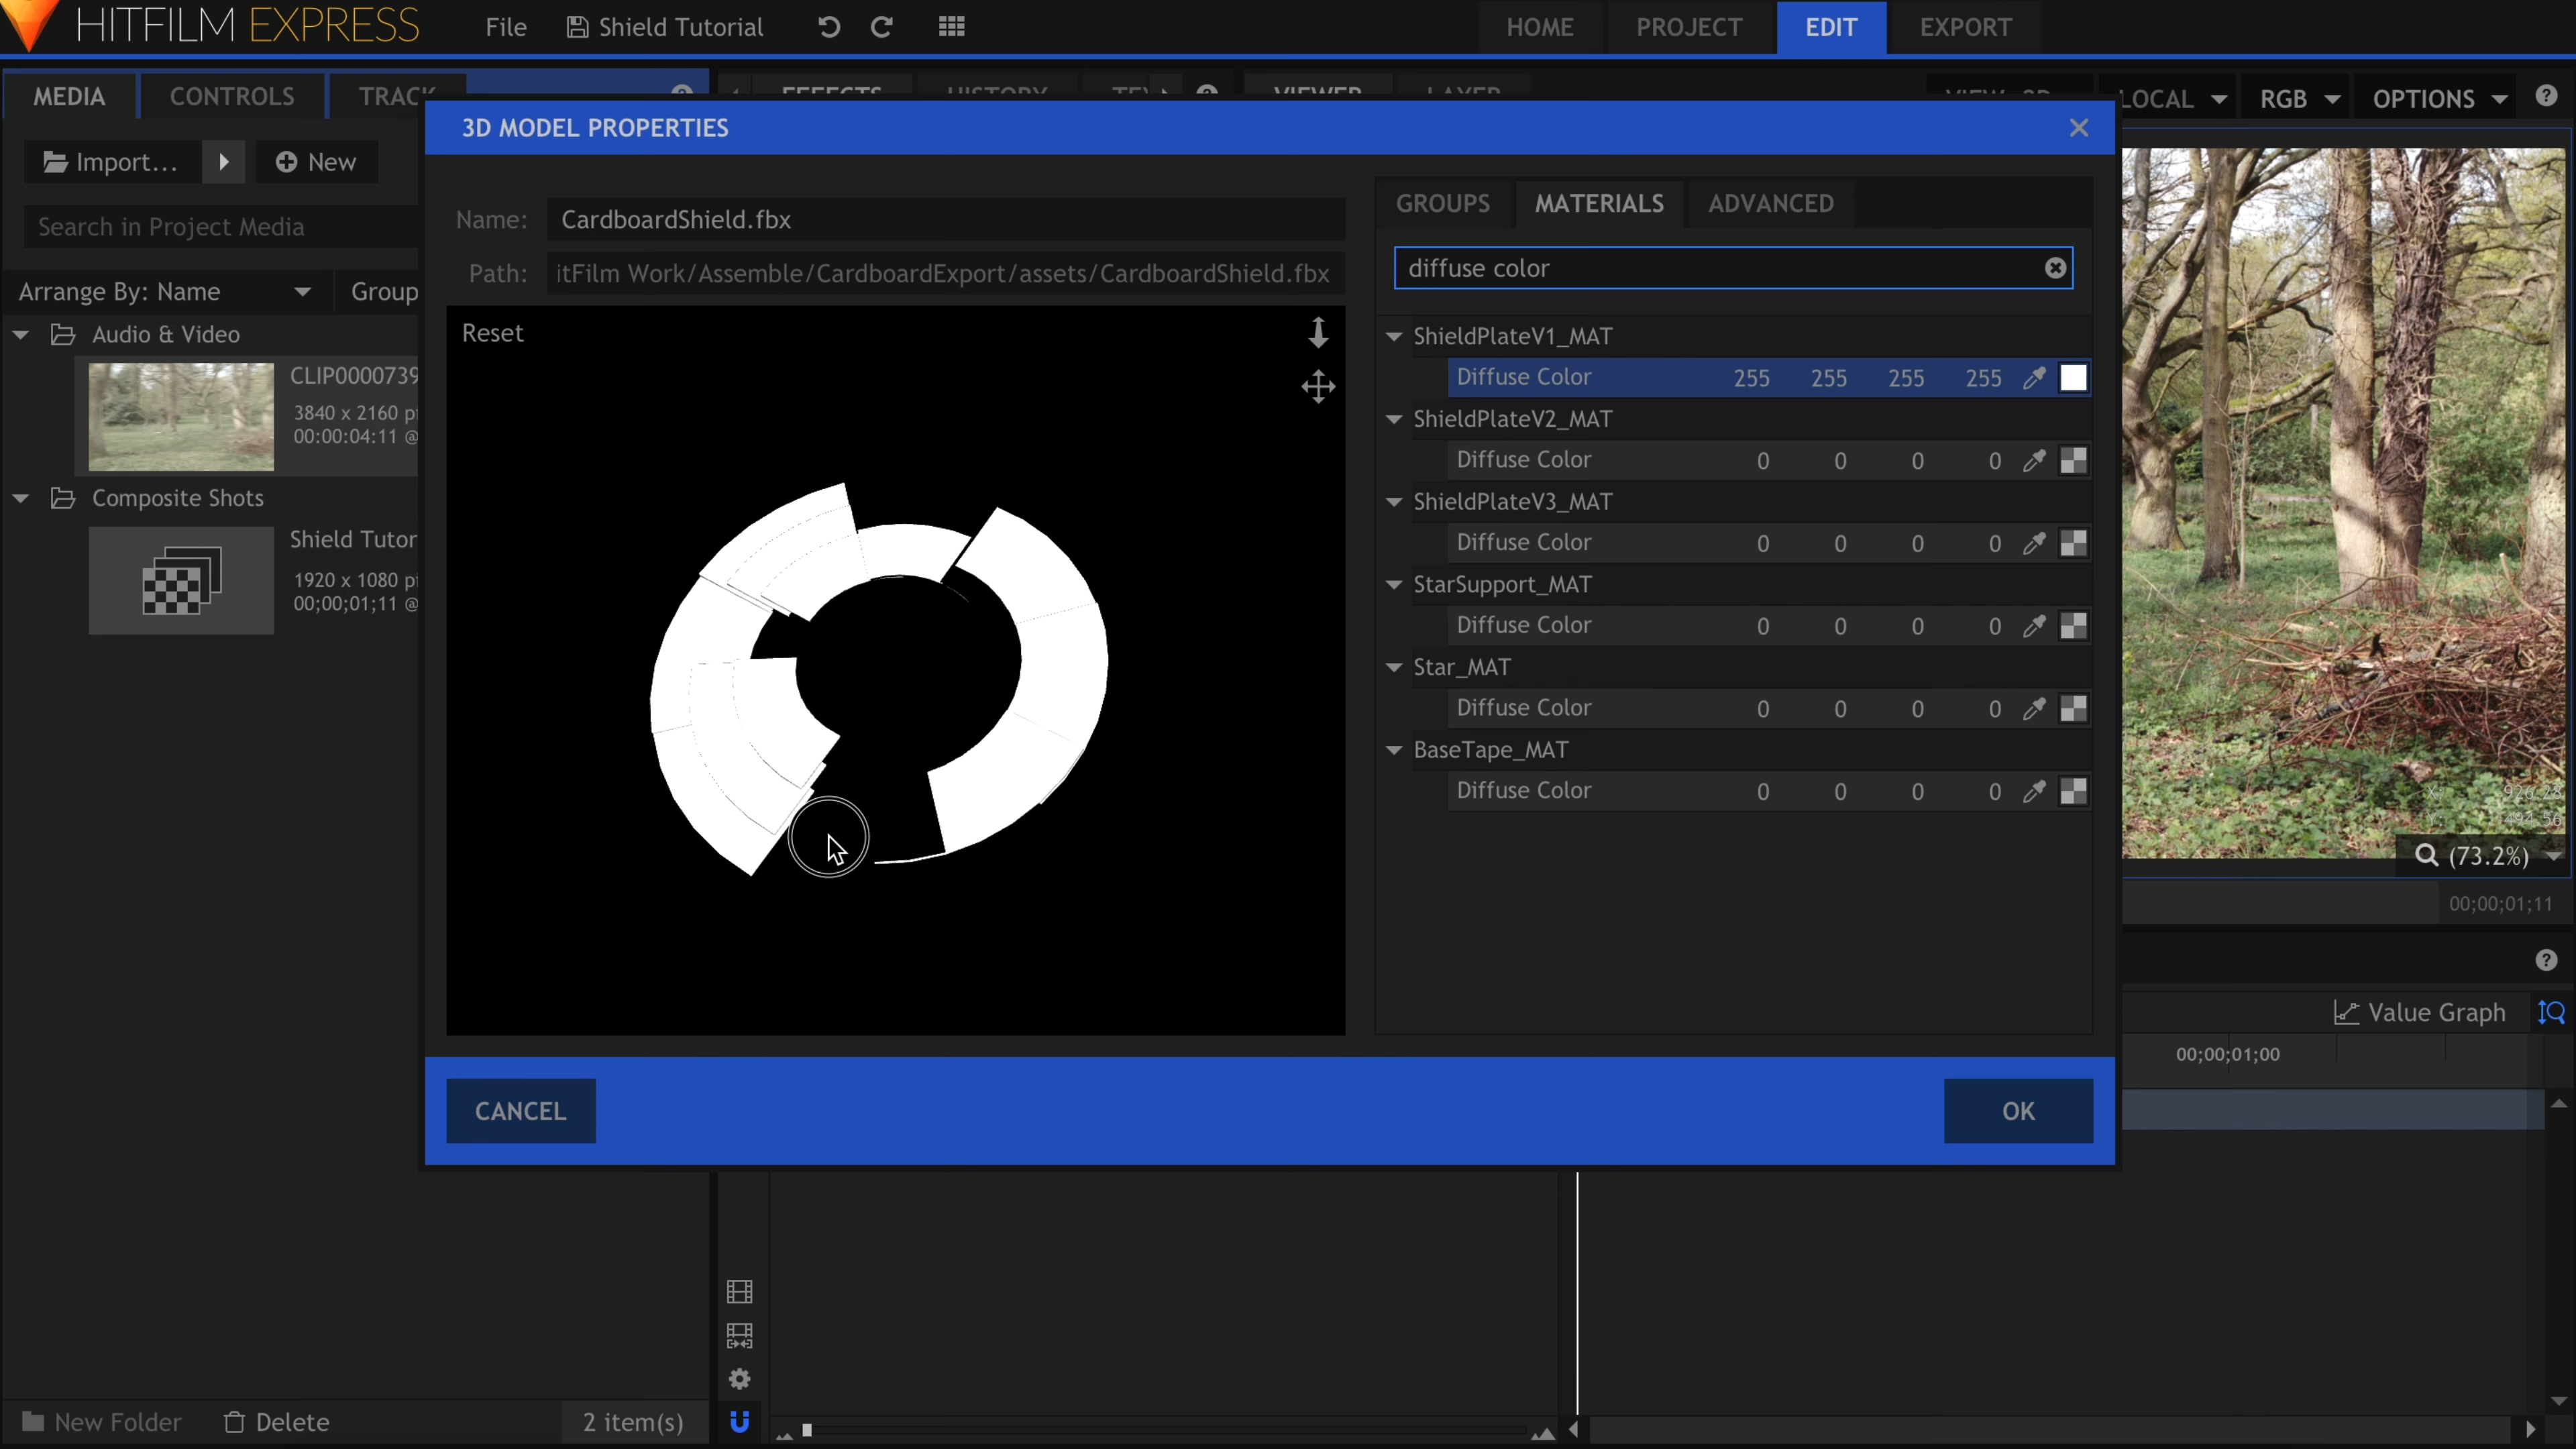 HITFILM EXPRESS File Shield Tutorial HOME PROJECT EDIT EXPORT
MEDIA CONTROLS TRACK EFFECTS HISTORY VIEWER LAYER LOCAL RGB OPTIONS
3D MODEL PROPERTIES
Import... New
Search in Project Media
Arrange By: Name Group
Audio & Video
CLIP0000739
3840 x 2160
00:00:04:11 @
Composite Shots
Shield Tutor
1920 x 1080
00;00;01;11 @
Name: CardboardShield.fbx
Path: itFilm Work/Assemble/CardboardExport/assets/CardboardShield.fbx
Reset
GROUPS MATERIALS ADVANCED
diffuse color
ShieldPlateV1_MAT
Diffuse Color 255 255 255 255
ShieldPlateV2_MAT
Diffuse Color 0 0 0 0
ShieldPlateV3_MAT
Diffuse Color 0 0 0 0
StarSupport_MAT
Diffuse Color 0 0 0 0
Star_MAT
Diffuse Color 0 0 0 0
BaseTape_MAT
Diffuse Color 0 0 0 0
CANCEL OK
(73.2%)
00;00;01;11
Value Graph
00;00;01;00
New Folder Delete 2 item(s)